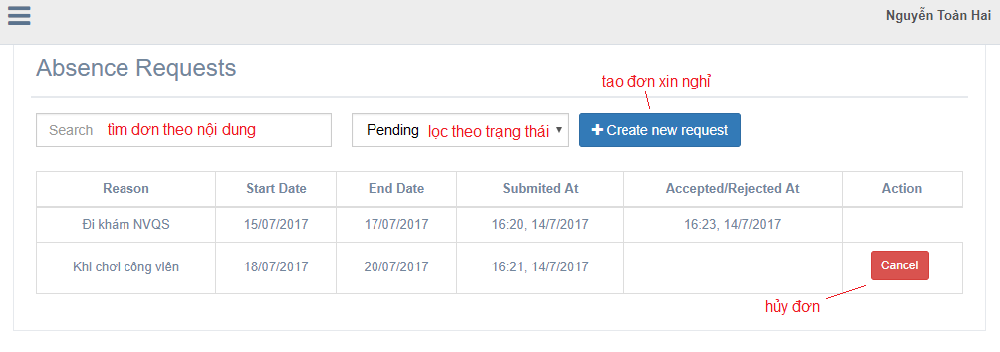 Nguyễn Toàn Hai
Absence Requests
tạo đơn xin nghỉ
Search tìm dơn theo nội dung
Pending lọc theo trạng thái
Create new request
Reason Start Date End Date Submited At Accepted/Rejected At Action
Đi khám NVQS 15/07/2017 17/07/2017 16:20, 14/7/2017 16:23, 14/7/2017
Khi chơi công viên 18/07/2017 20/07/2017 16:21, 14/7/2017 Cancel
hủy đơn